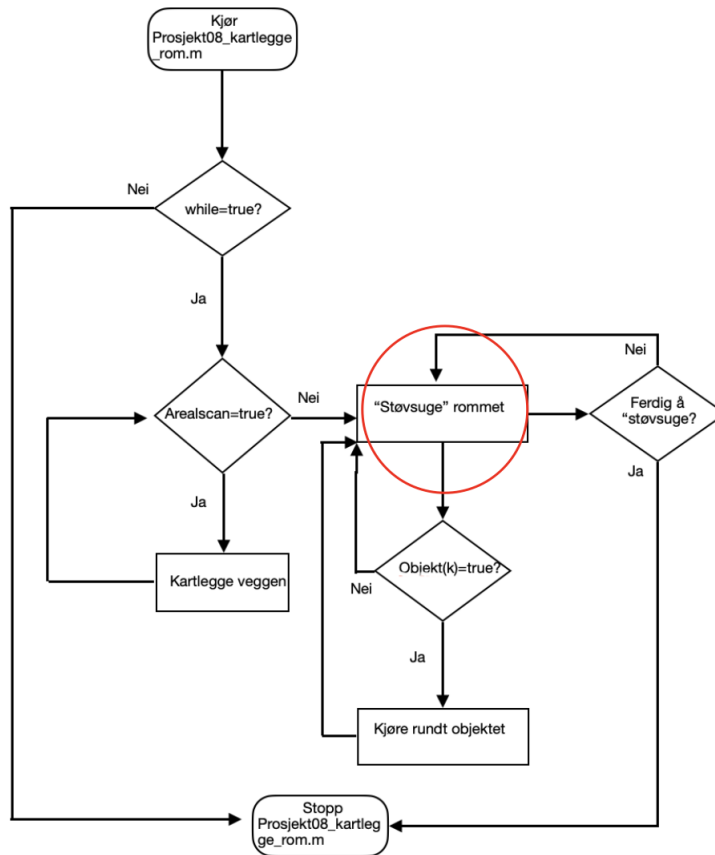 Kjør
Prosjekt08_kartlegge
_rom.m
Nei
while=true?
Ja
Nei
Arealscan=true?
Nei
"Støvsuge" rommet
Ferdig å
"støvsuge?
Ja
Ja
Kartlegge veggen
Objekt(k)=true?
Nei
Ja
Kjøre rundt objektet
Stopp
Prosjekt08_kartleg
ge_rom.m